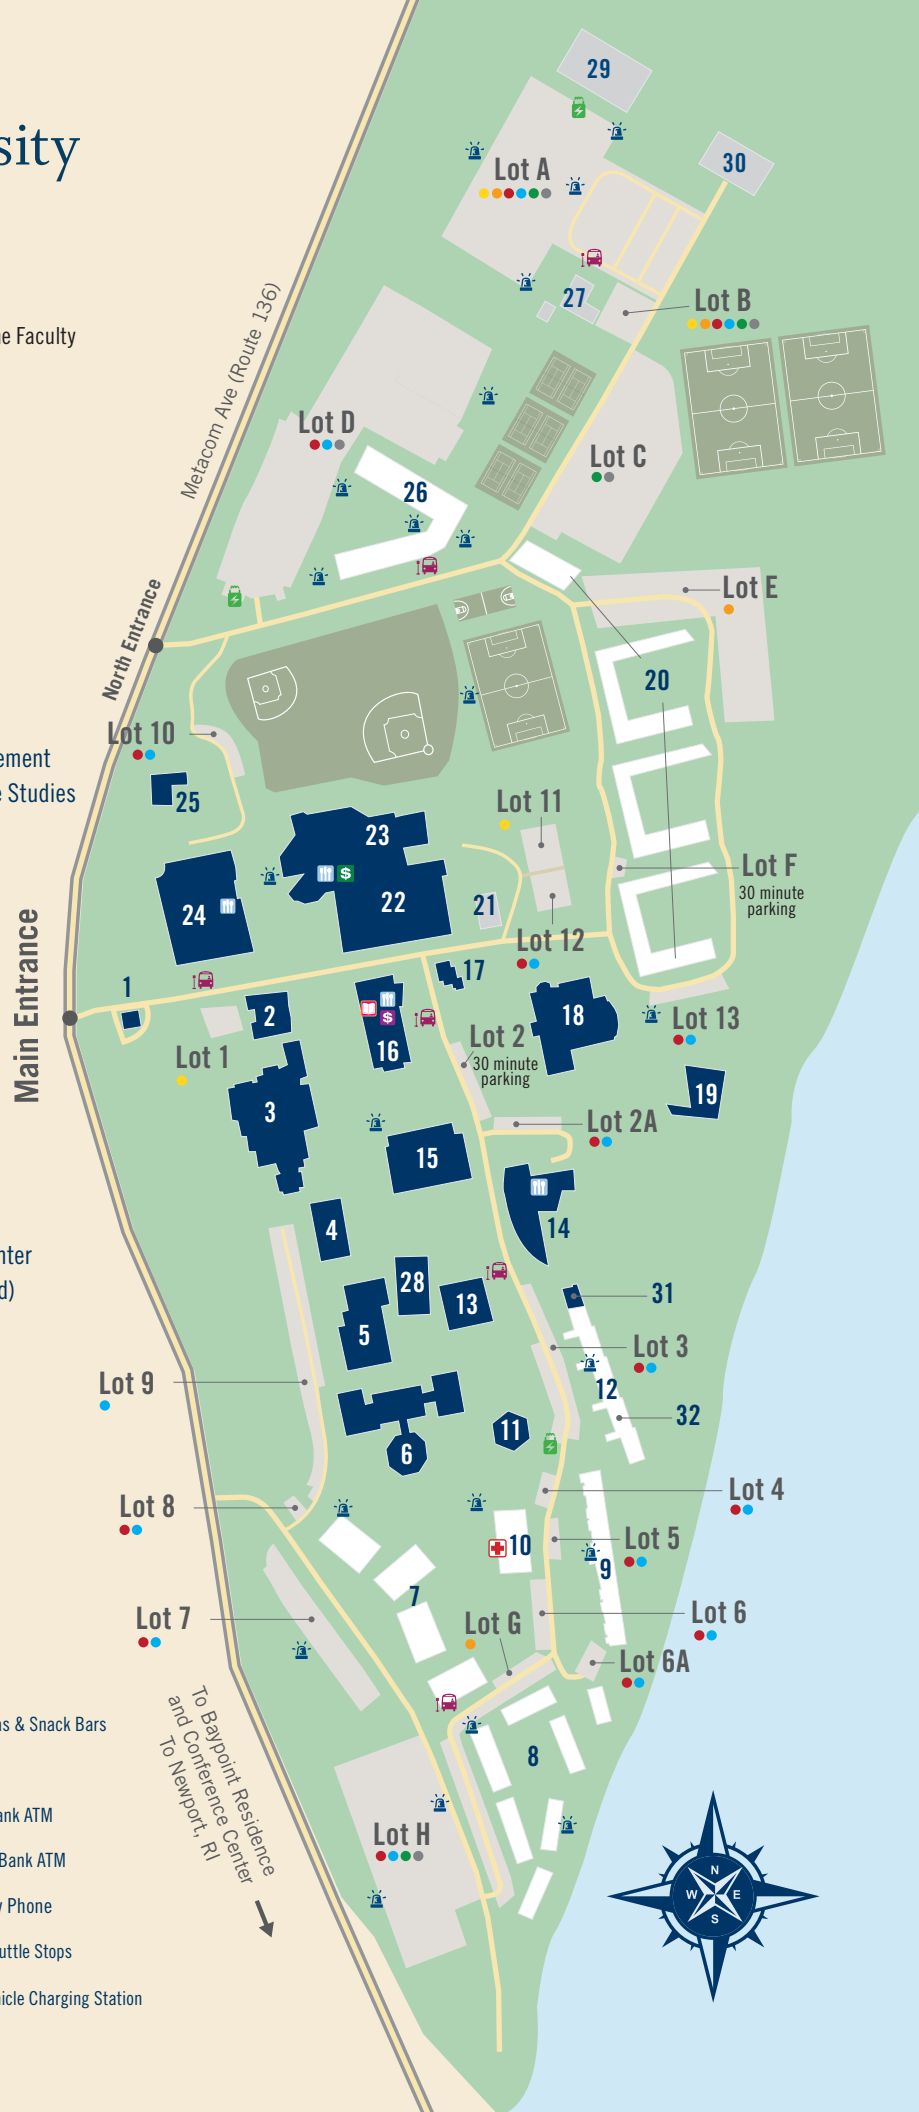 sity
29
30
Lot A
27
Lot B
e Faculty
Metacom Ave (Route 136)
Lot D
Lot C
26
North Entrance
Lot E
20
Lot 10
ement
e Studies
25
Lot 11
23
Lot F
30 minute
parking
22
24
21
Lot 12
Main Entrance
17
1
2
18
Lot 13
16
Lot 2
30 minute
parking
Lot 1
19
3
Lot 2A
15
14
4
nter
d)
28
31
13
5
Lot 3
12
Lot 9
32
11
6
Lot 4
Lot 8
10
Lot 5
9
7
Lot 7
Lot G
Lot 6
Lot 6A
To Baypoint Residence
and Conference Center
To Newport, RI
s & Snack Bars
8
ank ATM
Lot H
Bank ATM
N
W E
S
y Phone
uttle Stops
hicle Charging Station